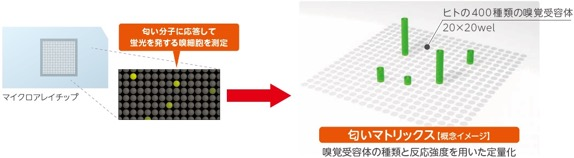 匂い分子に応答して
蛍光を発する嗅細胞を測定
マイクロアレイチップ
ヒトの400種類の嗅覚受容体
20×20wel
匂いマトリックス【概念イメージ】
嗅覚受容体の種類と反応強度を用いた定量化